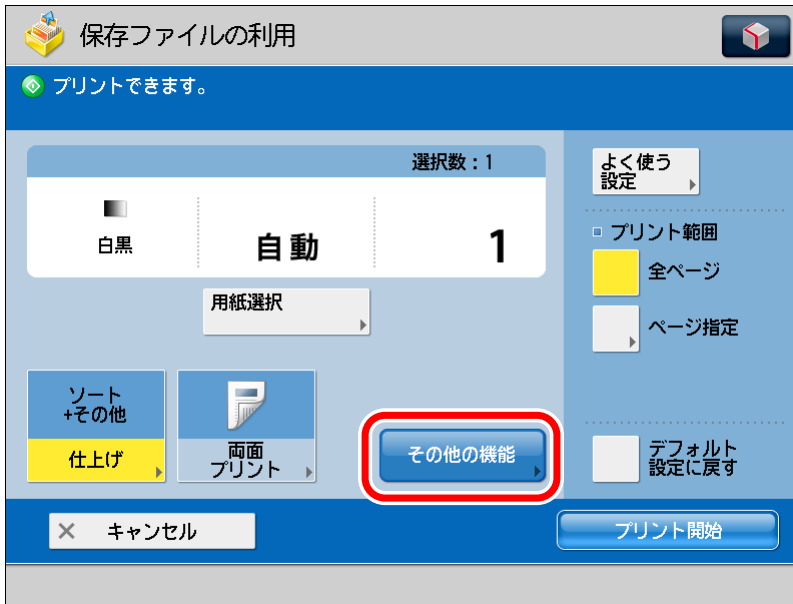 保存ファイルの利用
プリントできます。
選択数：1
白黒
自動
1
用紙選択
ソート
+その他
仕上げ
両面
プリント
その他の機能
よく使う
設定
プリント範囲
全ページ
ページ指定
デフォルト
設定に戻す
× キャンセル
プリント開始